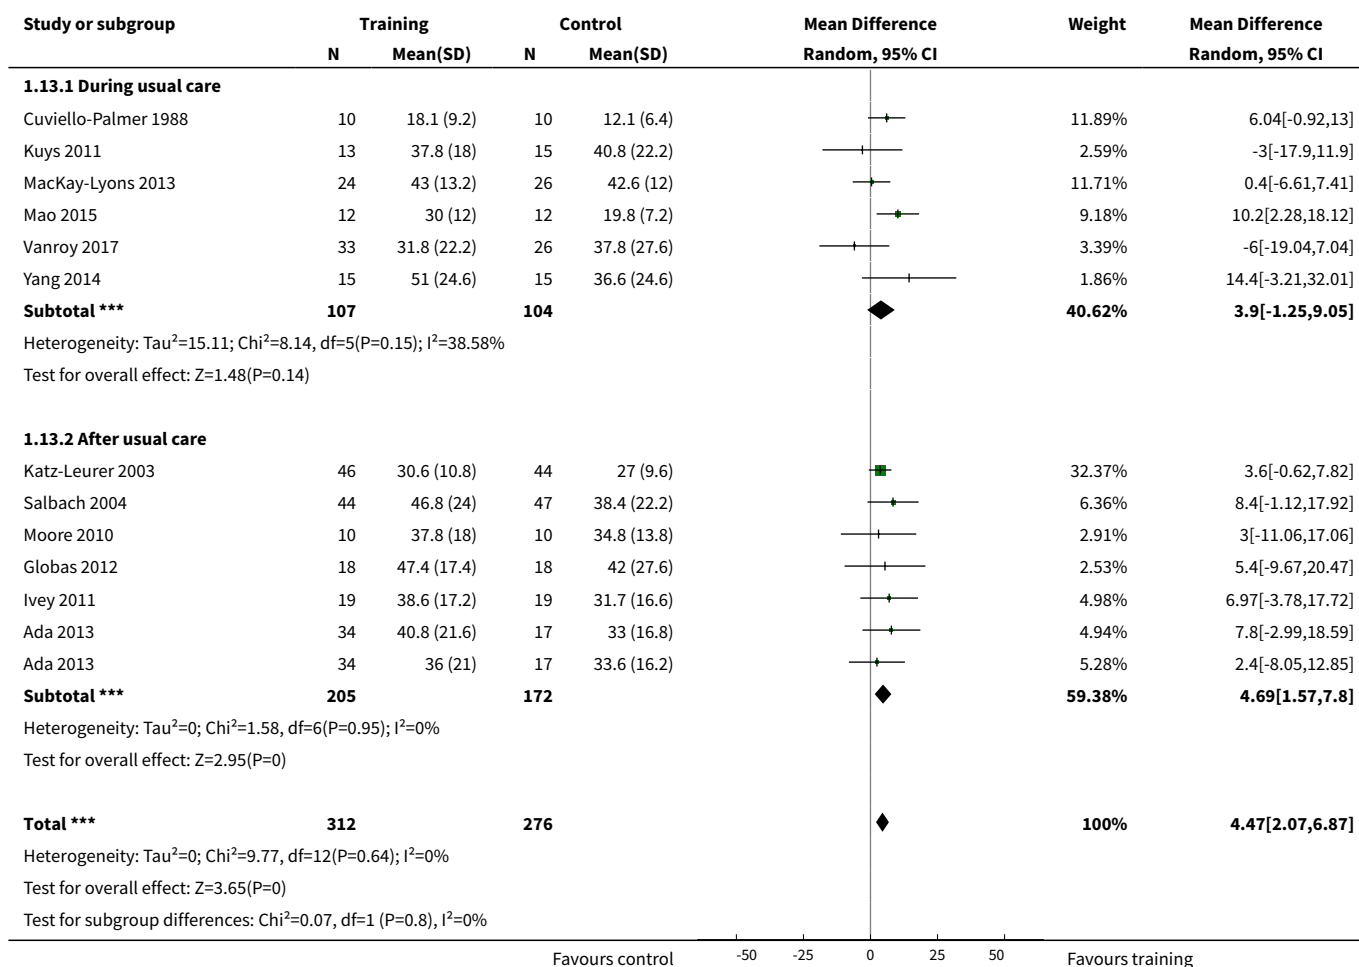 Study or subgroup Training Control Mean Difference Weight Mean Difference
N Mean(SD) N Mean(SD) Random, 95% CI Random, 95% CI
1.13.1 During usual care
Cuviello-Palmer 1988 10 18.1 (9.2) 10 12.1 (6.4) 11.89% 6.04[-0.92,13]
Kuys 2011 13 37.8 (18) 15 40.8 (22.2) 2.59% -3[-17.9,11.9]
MacKay-Lyons 2013 24 43 (13.2) 26 42.6 (12) 11.71% 0.4[-6.61,7.41]
Mao 2015 12 30 (12) 12 19.8 (7.2) 9.18% 10.2[2.28,18.12]
Vanroy 2017 33 31.8 (22.2) 26 37.8 (27.6) 3.39% -6[-19.04,7.04]
Yang 2014 15 51 (24.6) 15 36.6 (24.6) 1.86% 14.4[-3.21,32.01]
Subtotal *** 107 104 40.62% 3.9[-1.25,9.05]
Heterogeneity: Tau²=15.11; Chi²=8.14, df=5(P=0.15); I²=38.58%
Test for overall effect: Z=1.48(P=0.14)
1.13.2 After usual care
Katz-Leurer 2003 46 30.6 (10.8) 44 27 (9.6) 32.37% 3.6[-0.62,7.82]
Salbach 2004 44 46.8 (24) 47 38.4 (22.2) 6.36% 8.4[-1.12,17.92]
Moore 2010 10 37.8 (18) 10 34.8 (13.8) 2.91% 3[-11.06,17.06]
Globas 2012 18 47.4 (17.4) 18 42 (27.6) 2.53% 5.4[-9.67,20.47]
Ivey 2011 19 38.6 (17.2) 19 31.7 (16.6) 4.98% 6.97[-3.78,17.72]
Ada 2013 34 40.8 (21.6) 17 33 (16.8) 4.94% 7.8[-2.99,18.59]
Ada 2013 34 36 (21) 17 33.6 (16.2) 5.28% 2.4[-8.05,12.85]
Subtotal *** 205 172 59.38% 4.69[1.57,7.8]
Heterogeneity: Tau²=0; Chi²=1.58, df=6(P=0.95); I²=0%
Test for overall effect: Z=2.95(P=0)
Total *** 312 276 100% 4.47[2.07,6.87]
Heterogeneity: Tau²=0; Chi²=9.77, df=12(P=0.64); I²=0%
Test for overall effect: Z=3.65(P=0)
Test for subgroup differences: Chi²=0.07, df=1 (P=0.8), I²=0%
Favours control -50 -25 0 25 50 Favours training